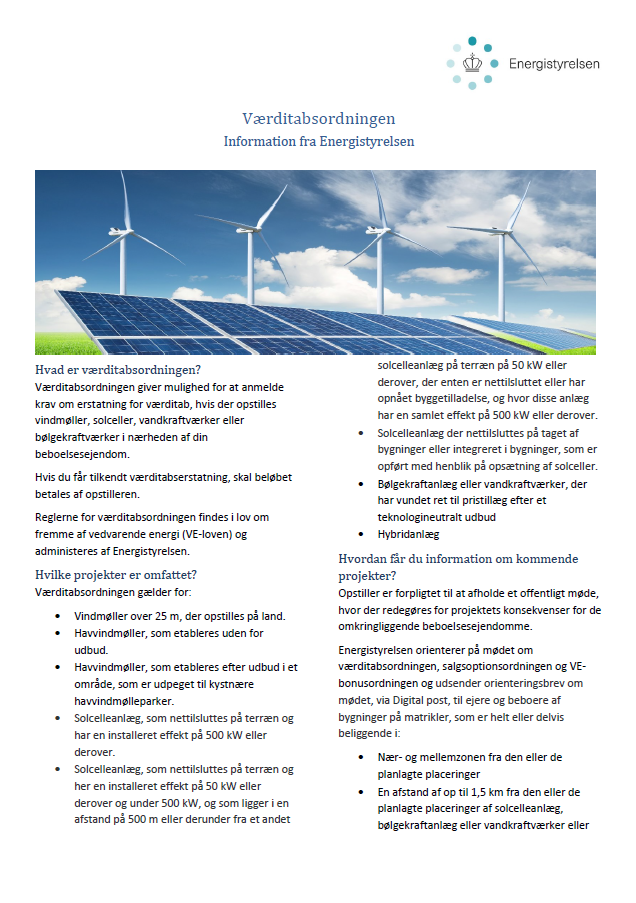 Energistyrelsen
Værditabsordningen
Information fra Energistyrelsen
Hvad er værditabsordningen?
Værditabsordningen giver mulighed for at anmelde
krav om erstatning for værditab, hvis der opstilles
vindmøller, solceller, vandkraftværker eller
bølgekraftværker i nærheden af din
beboelsesejendom.
Hvis du får tilkendt værditabserstatning, skal beløbet
betales af opstilleren.
Reglerne for værditabsordningen findes i lov om
fremme af vedvarende energi (VE-loven) og
administreres af Energistyrelsen.
Hvilke projekter er omfattet?
Værditabsordningen gælder for:
• Vindmøller over 25 m, der opstilles på land.
• Havvindmøller, som etableres uden for
udbud.
• Havvindmøller, som etableres efter udbud i et
område, som er udpeget til kystnære
havvindmølleparker.
• Solcelleanlæg, som nettilsluttes på terræn og
har en installeret effekt på 500 kW eller
derover.
• Solcelleanlæg, som nettilsluttes på terræn og
her en installeret effekt på 50 kW eller
derover og under 500 kW, og som ligger i en
afstand på 500 m eller derunder fra et andet
solcelleanlæg på terræn på 50 kW eller
derover, der enten er nettilsluttet eller har
opnået byggetilladelse, og hvor disse anlæg
har en samlet effekt på 500 kW eller derover.
• Solcelleanlæg der nettilsluttes på taget af
bygninger eller integreret i bygninger, som er
opført med henblik på opsætning af solceller.
• Bølgekraftanlæg eller vandkraftværker, der
har vundet ret til pristillæg efter et
teknologineutralt udbud
• Hybridanlæg
Hvordan får du information om kommende
projekter?
Opstiller er forpligtet til at afholde et offentligt møde,
hvor der redegøres for projektets konsekvenser for de
omkringliggende beboelsesejendomme.
Energistyrelsen orienterer på mødet om
værditabsordningen, salgsoptionsordningen og VE-
bonusordningen og udsender orienteringsbrev om
mødet, via Digital post, til ejere og beboere af
bygninger på matrikler, som er helt eller delvis
beliggende i:
• Nær- og mellemzonen fra den eller de
planlagte placeringer
• En afstand af op til 1,5 km fra den eller de
planlagte placeringer af solcelleanlæg,
bølgekraftanlæg eller vandkraftværker eller